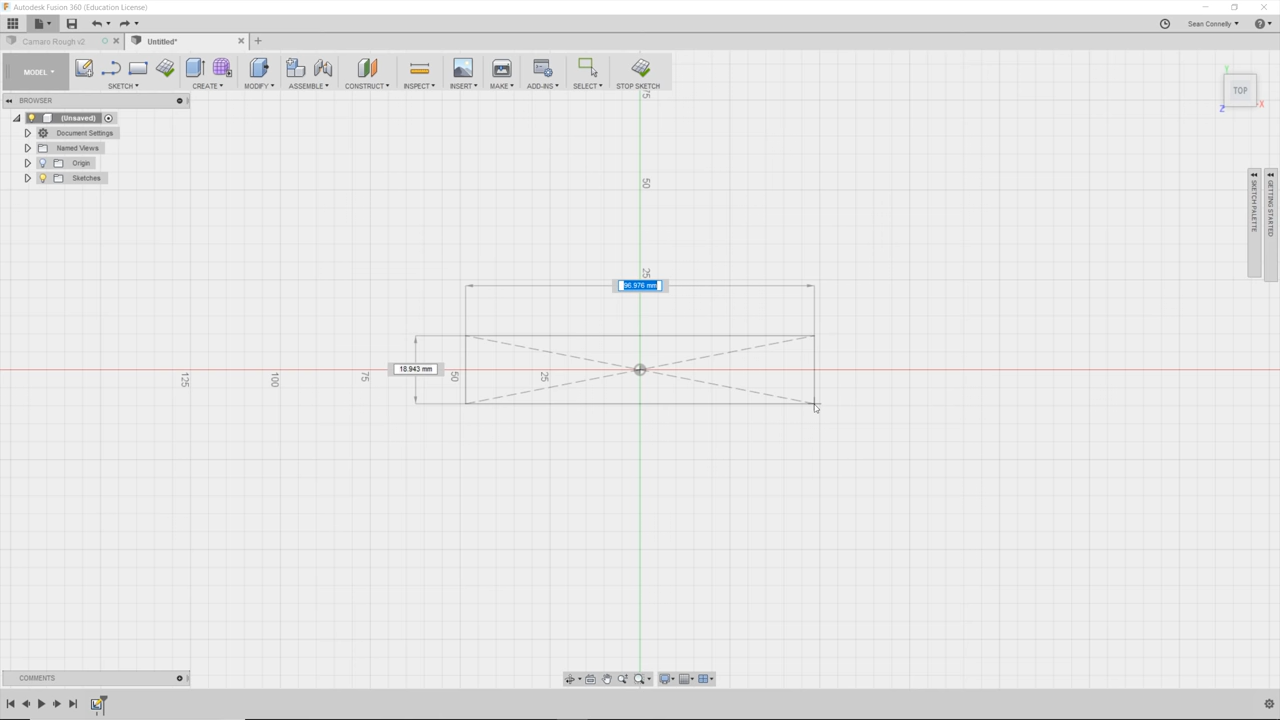 Autodesk Fusion 360 (Education License)
Sean Connelly
Camaro Rough v2
Untitled*
MODEL
SKETCH
CREATE
MODIFY
ASSEMBLE
CONSTRUCT
INSPECT
INSERT
MAKE
ADD-INS
SELECT
STOP SKETCH
BROWSER
(Unsaved)
Document Settings
Named Views
Origin
Sketches
TOP
Y
X
Z
SKETCH PALETTE
GETTING STARTED
75
50
25
96.976 mm
18.943 mm
125
100
75
50
25
COMMENTS